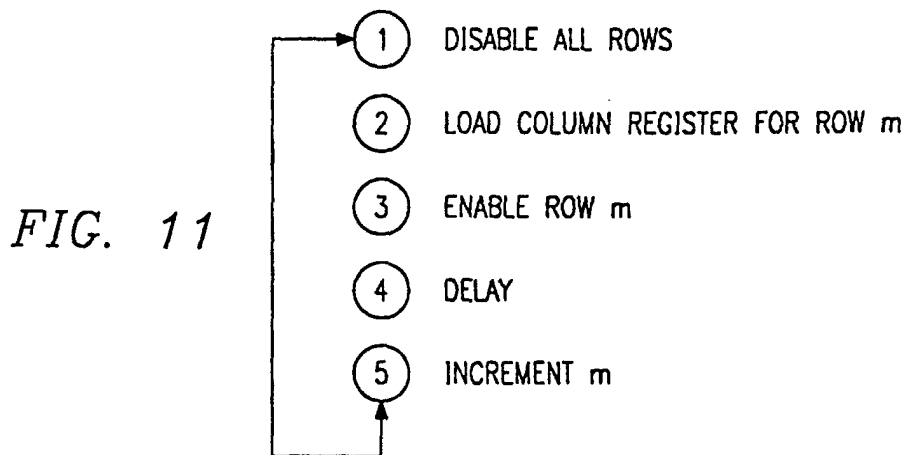 1 DISABLE ALL ROWS
2 LOAD COLUMN REGISTER FOR ROW m
3 ENABLE ROW m
4 DELAY
5 INCREMENT m
FIG. 11